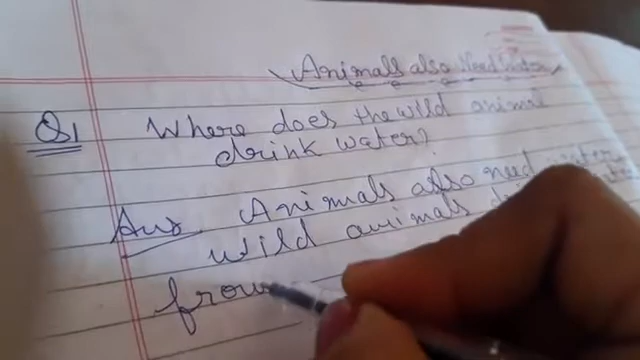 Animals also Need Water
Q1 Where does the wild animal
drink water?
Ans Animals also need water
wild animals
from